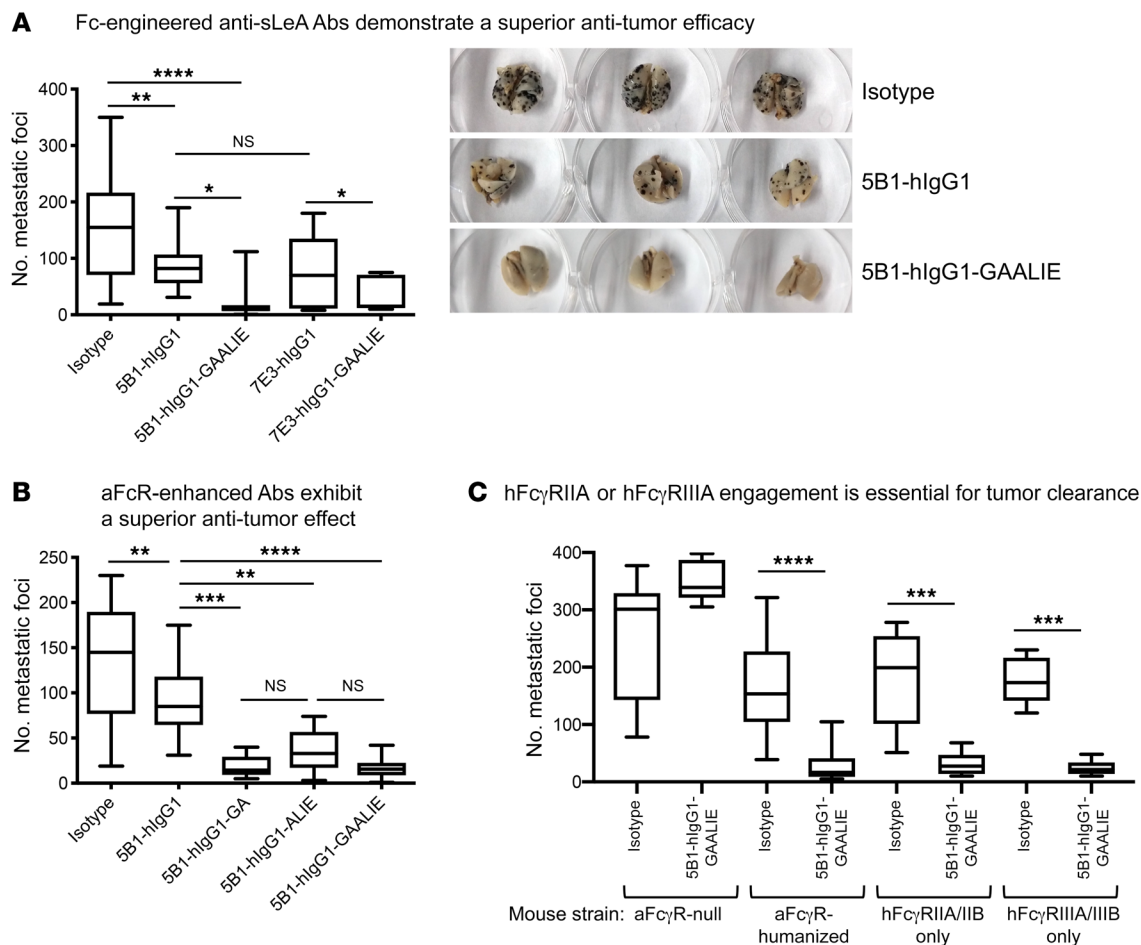 A Fc-engineered anti-sLeA Abs demonstrate a superior anti-tumor efficacy
No. metastatic foci
400
300
200
100
0
****
**
NS
*
*
Isotype
5B1-hIgG1
5B1-hIgG1-GAALIE
7E3-hIgG1
7E3-hIgG1-GAALIE
Isotype
5B1-hIgG1
5B1-hIgG1-GAALIE
B aFcR-enhanced Abs exhibit
a superior anti-tumor effect
No. metastatic foci
250
200
150
100
50
0
**
****
**
***
NS
NS
Isotype
5B1-hIgG1
5B1-hIgG1-GA
5B1-hIgG1-ALIE
5B1-hIgG1-GAALIE
C hFcγRIIA or hFcγRIIIA engagement is essential for tumor clearance
No. metastatic foci
400
300
200
100
0
****
***
***
Isotype
5B1-hIgG1-
GAALIE
Isotype
5B1-hIgG1-
GAALIE
Isotype
5B1-hIgG1-
GAALIE
Isotype
5B1-hIgG1-
GAALIE
Mouse strain: aFcγR-null
aFcγR-
humanized
hFcγRIIA/IIB
only
hFcγRIIIA/IIIB
only